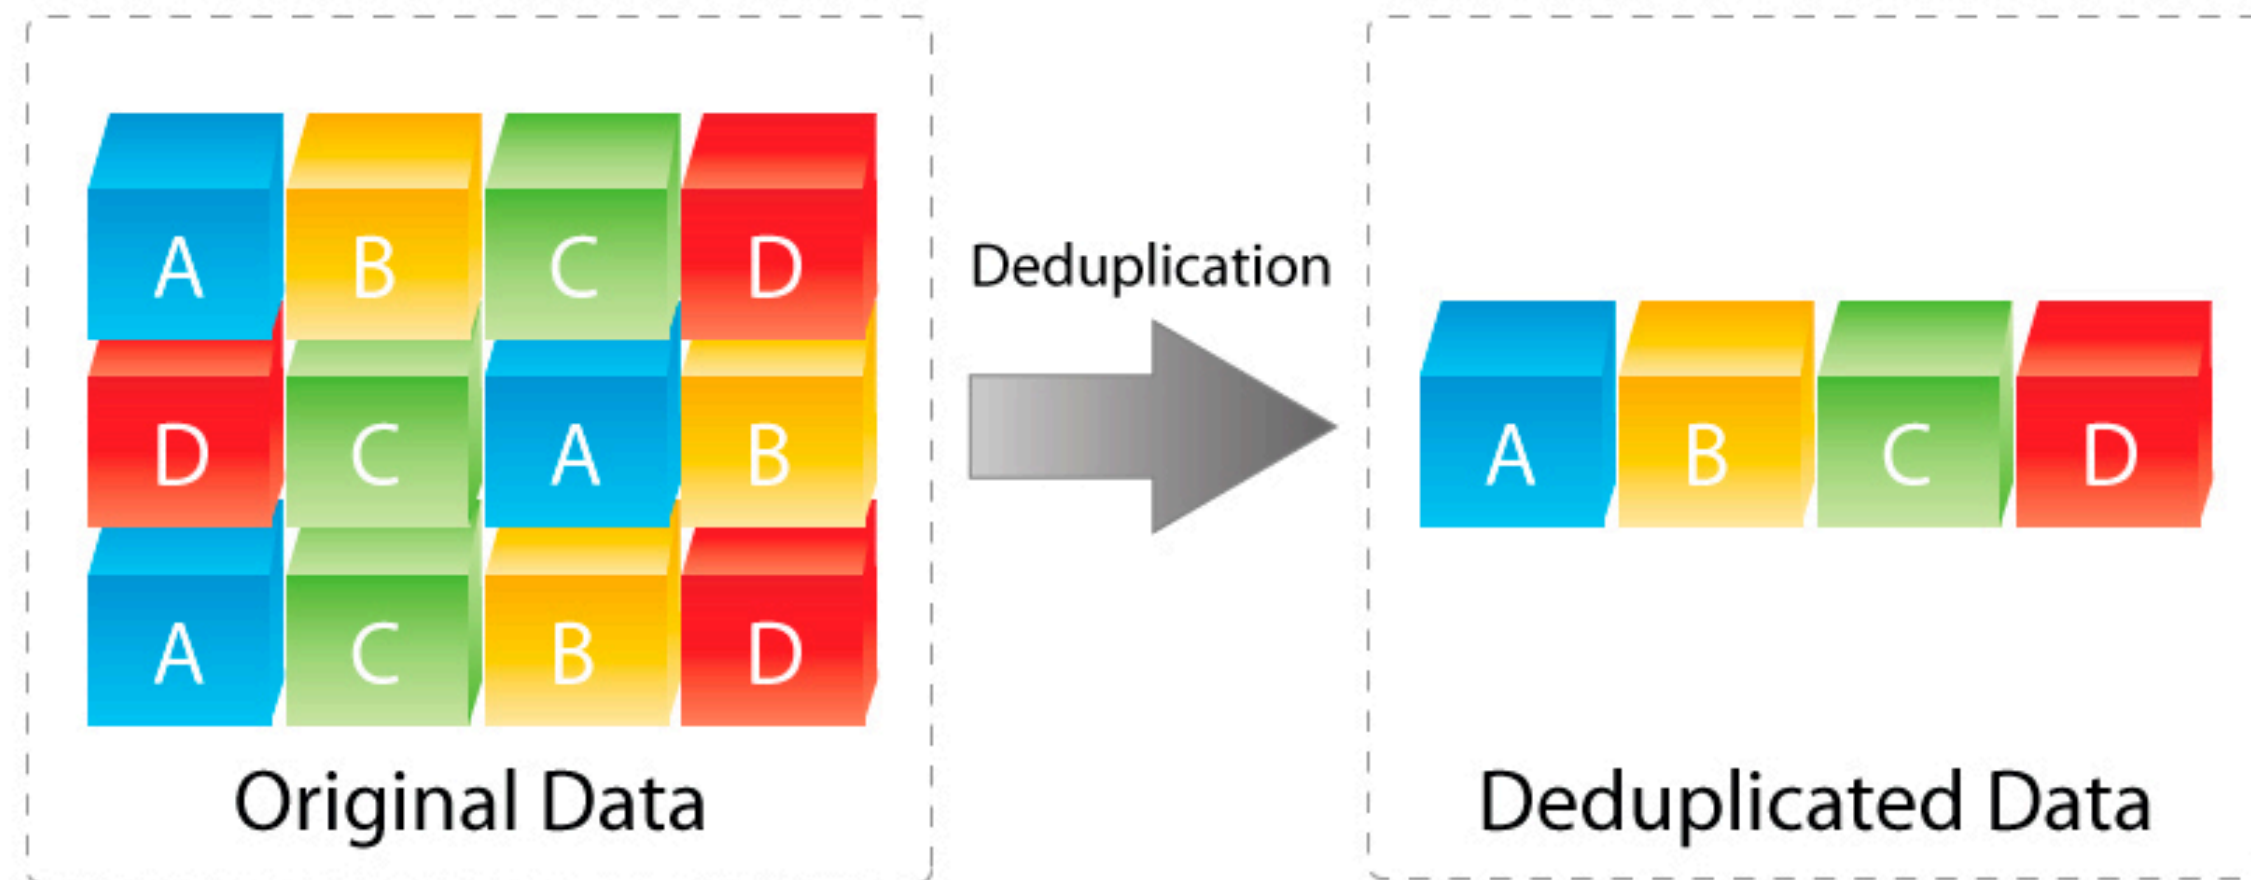 A B C D
D C A B
A C B D
Original Data
Deduplication
A B C D
Deduplicated Data